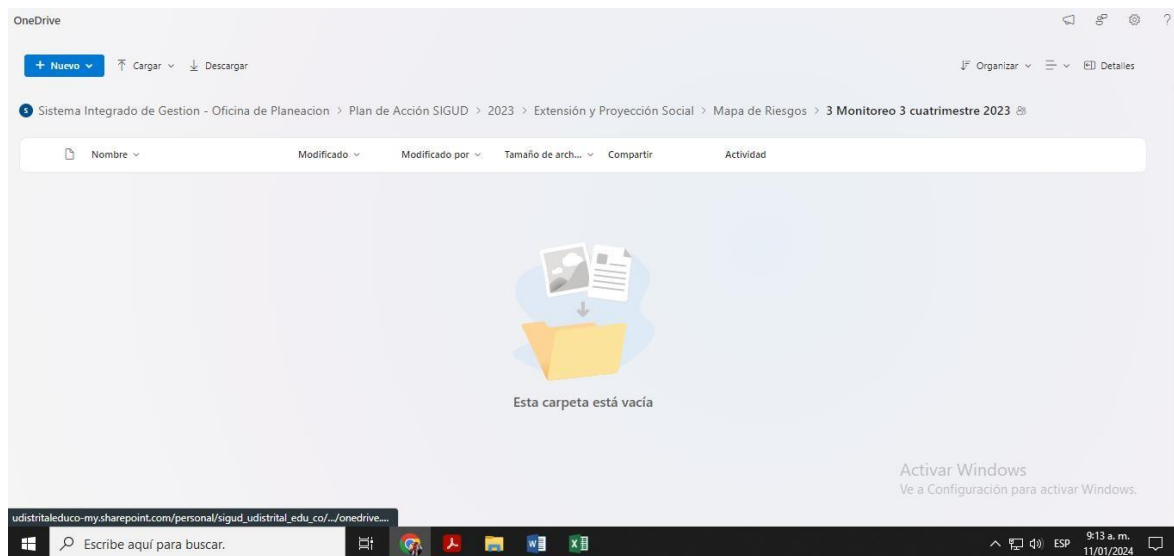 OneDrive
?
+ Nuevo Cargar Descargar Organizar Detalles
S Sistema Integrado de Gestion - Oficina de Planeacion > Plan de Acción SIGUD > 2023 > Extensión y Proyección Social > Mapa de Riesgos > 3 Monitoreo 3 cuatrimestre 2023
Nombre Modificado Modificado por Tamaño de arch... Compartir Actividad
Esta carpeta está vacía
Activar Windows
Ve a Configuración para activar Windows.
udistritaleduco-my.sharepoint.com/personal/sigud_udistrital_edu_co/.../onedrive....
Escribe aquí para buscar. ESP 9:13 a. m.
11/01/2024